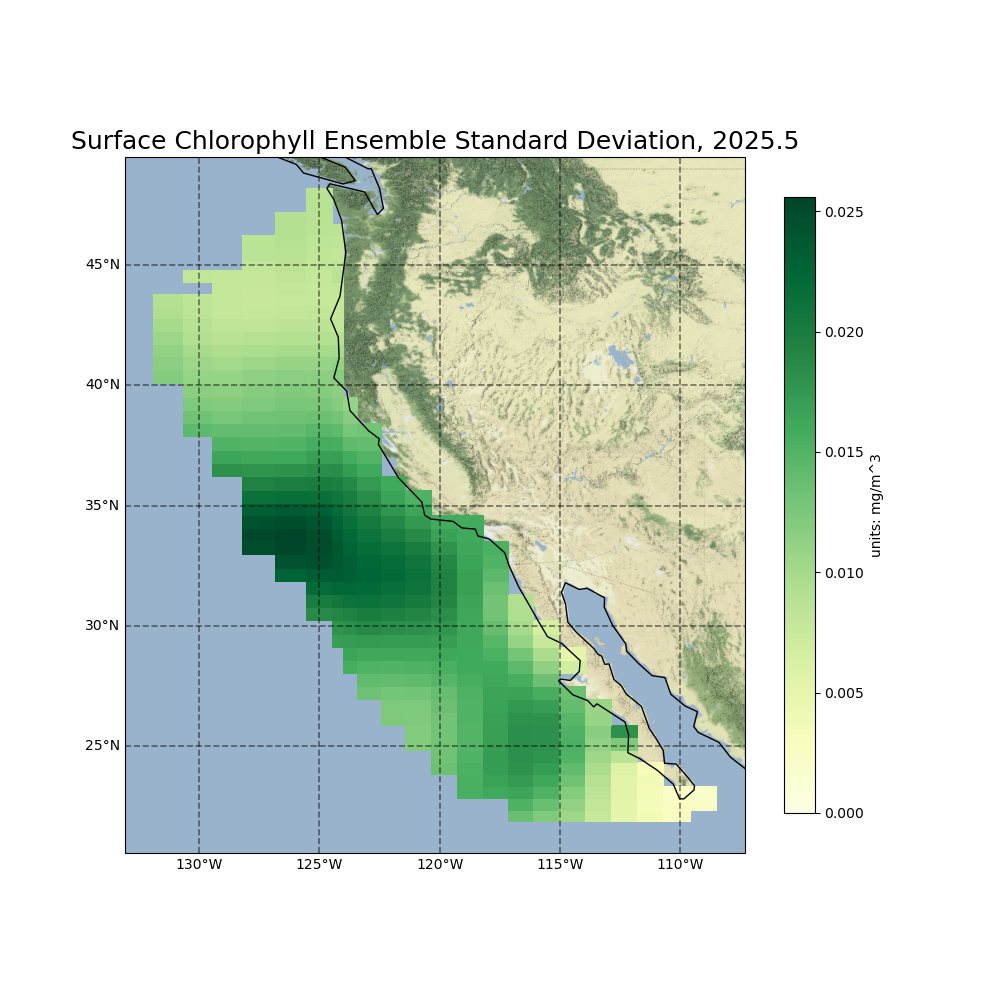 Surface Chlorophyll Ensemble Standard Deviation, 2025.5
45°N
40°N
35°N
30°N
25°N
130°W
125°W
120°W
115°W
110°W
0.025
0.020
0.015
0.010
0.005
0.000
units: mg/m^3